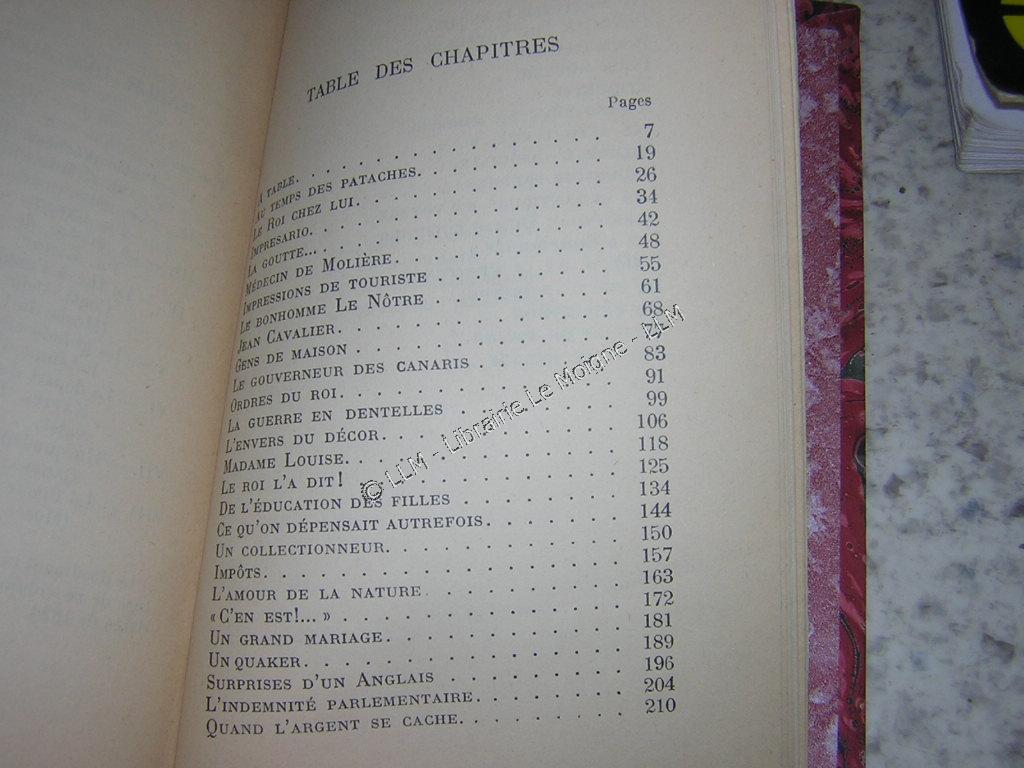 TABLE DES CHAPITRES
Pages
À TABLE. . . . . . . . . . . . . . . 7
AU TEMPS DES PATACHES. . . . . . . . . 19
LE ROI CHEZ LUI. . . . . . . . . . . . 26
IMPRESARIO. . . . . . . . . . . . . . 34
LA GOUTTE... . . . . . . . . . . . . . 42
MÉDECIN DE MOLIÈRE. . . . . . . . . . 48
IMPRESSIONS DE TOURISTE . . . . . . . . 55
LE BONHOMME LE NÔTRE . . . . . . . . . 61
JEAN CAVALIER. . . . . . . . . . . . . 68
GENS DE MAISON . . . . . . . . . . . .
LE GOUVERNEUR DES CANARIS . . . . . . 83
ORDRES DU ROI. . . . . . . . . . . . . 91
LA GUERRE EN DENTELLES . . . . . . . . 99
L'ENVERS DU DÉCOR. . . . . . . . . . . 106
MADAME LOUISE. . . . . . . . . . . . . 118
LE ROI L'A DIT! . . . . . . . . . . . . 125
DE L'ÉDUCATION DES FILLES . . . . . . . 134
CE QU'ON DÉPENSAIT AUTREFOIS. . . . . . 144
UN COLLECTIONNEUR. . . . . . . . . . . 150
IMPÔTS. . . . . . . . . . . . . . . . 157
L'AMOUR DE LA NATURE. . . . . . . . . . 163
« C'EN EST!... » . . . . . . . . . . . . 172
UN GRAND MARIAGE. . . . . . . . . . . 181
UN QUAKER. . . . . . . . . . . . . . . 189
SURPRISES D'UN ANGLAIS . . . . . . . . 196
L'INDEMNITÉ PARLEMENTAIRE. . . . . . . 204
QUAND L'ARGENT SE CACHE. . . . . . . . 210
© LLM - Librairie Le Moigne - LLM